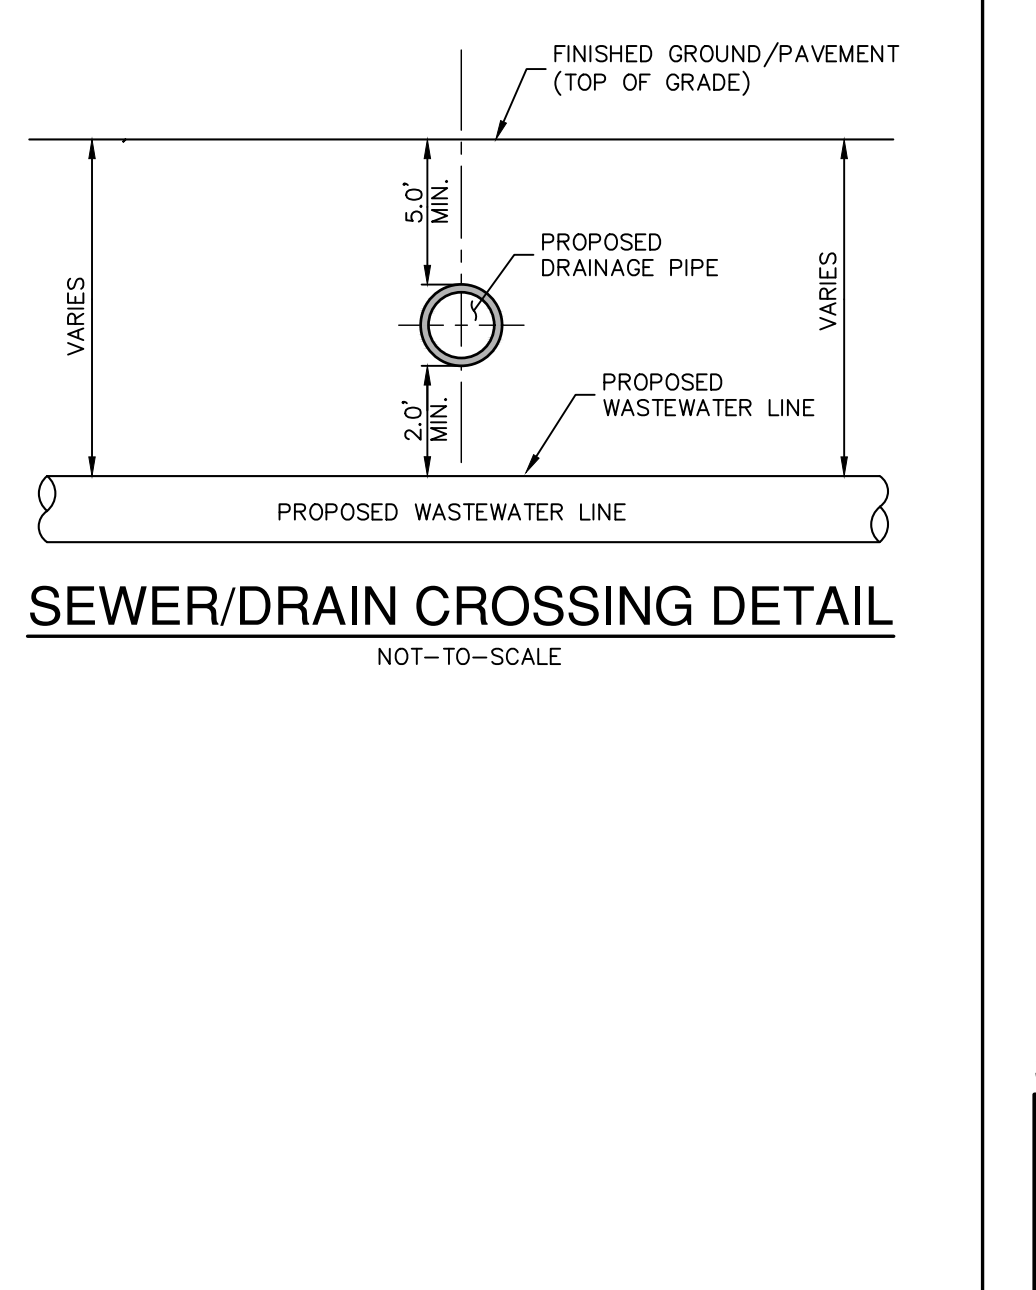 FINISHED GROUND/PAVEMENT
(TOP OF GRADE)
5.0'
MIN.
PROPOSED
DRAINAGE PIPE
VARIES
VARIES
PROPOSED
WASTEWATER LINE
2.0'
MIN.
PROPOSED WASTEWATER LINE
SEWER/DRAIN CROSSING DETAIL
NOT-TO-SCALE